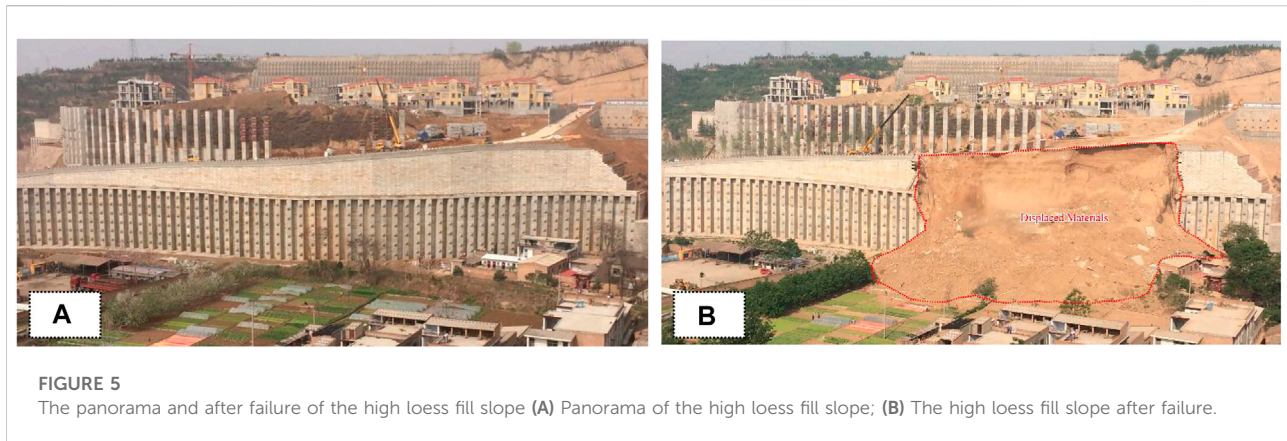 Displaced Materials
A
B
FIGURE 5
The panorama and after failure of the high loess fill slope (A) Panorama of the high loess fill slope; (B) The high loess fill slope after failure.